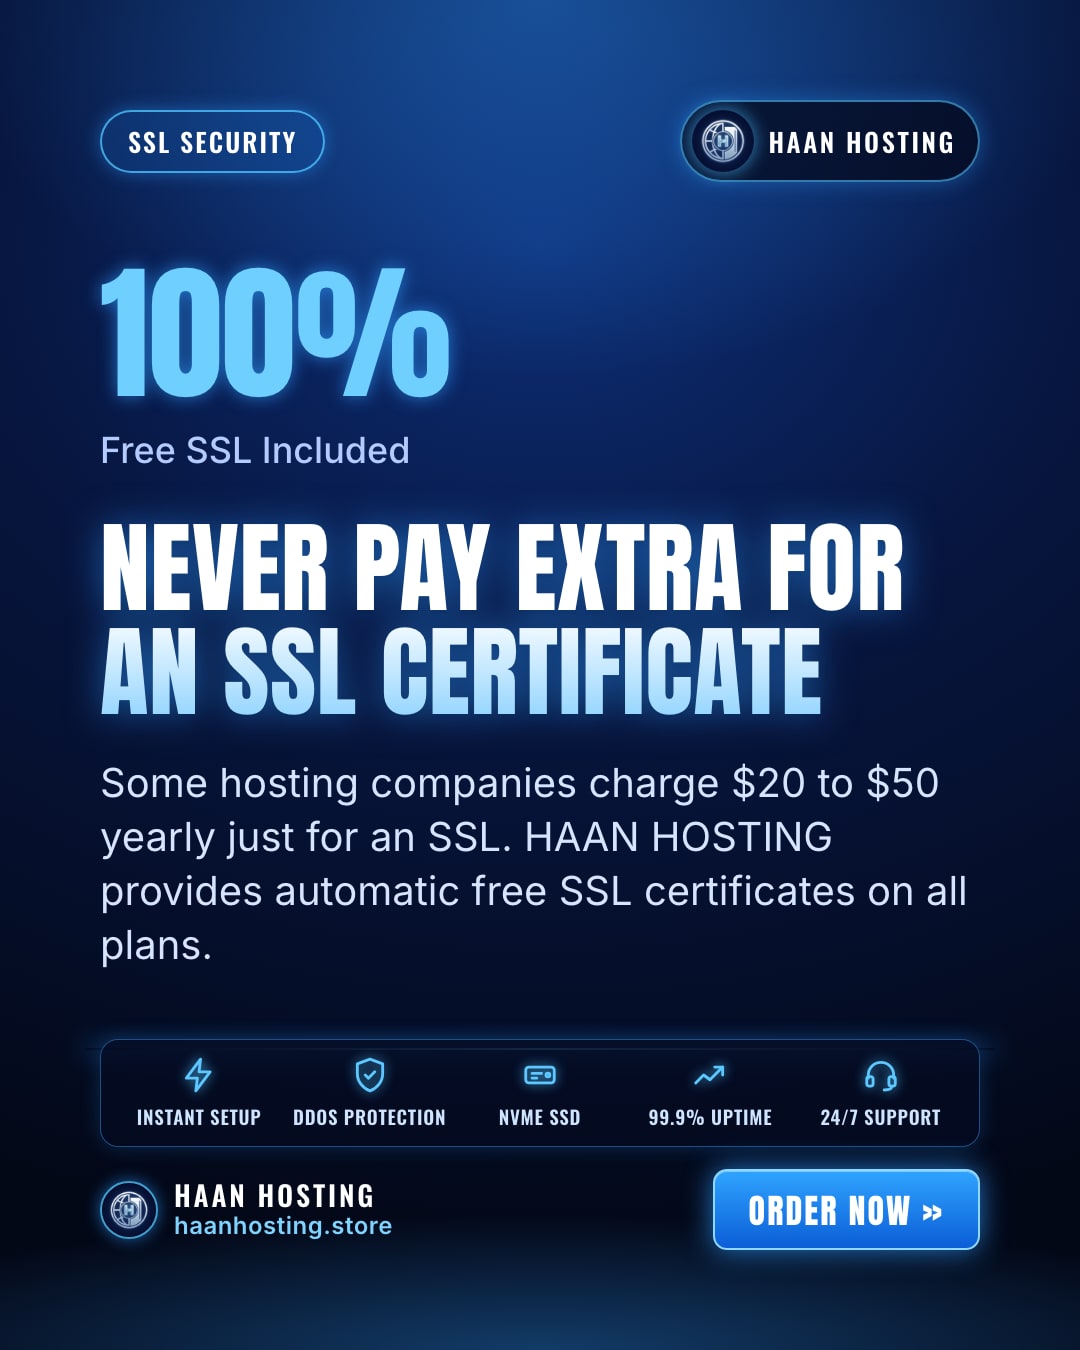 SSL SECURITY
HAAN HOSTING
100%
Free SSL Included
NEVER PAY EXTRA FOR
AN SSL CERTIFICATE
Some hosting companies charge $20 to $50
yearly just for an SSL. HAAN HOSTING
provides automatic free SSL certificates on all
plans.
INSTANT SETUP
DDOS PROTECTION
NVME SSD
99.9% UPTIME
24/7 SUPPORT
HAAN HOSTING
haanhosting.store
ORDER NOW »